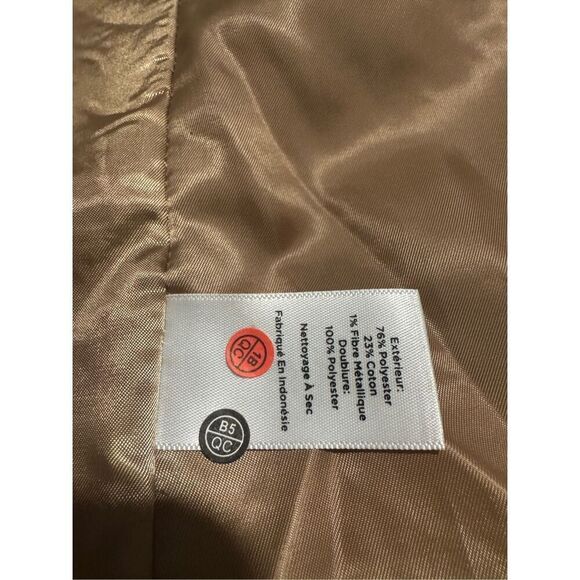 Extérieur:
76% Polyester
23% Coton
1% Fibre Métallique
Doublure:
100% Polyester
Nettoyage À Sec
Fabriqué En Indonésie
1B
QC
B5
QC